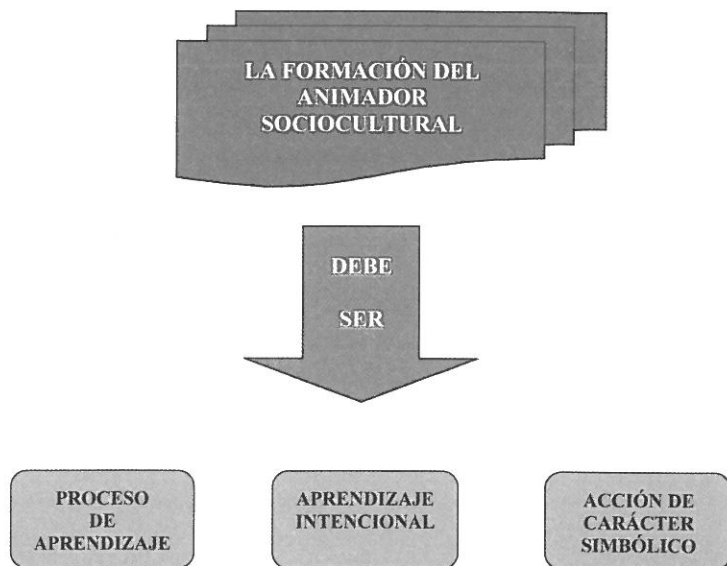 LA FORMACIÓN DEL
ANIMADOR
SOCIOCULTURAL
DEBE
SER
PROCESO
DE
APRENDIZAJE
APRENDIZAJE
INTENCIONAL
ACCIÓN DE
CARÁCTER
SIMBÓLICO